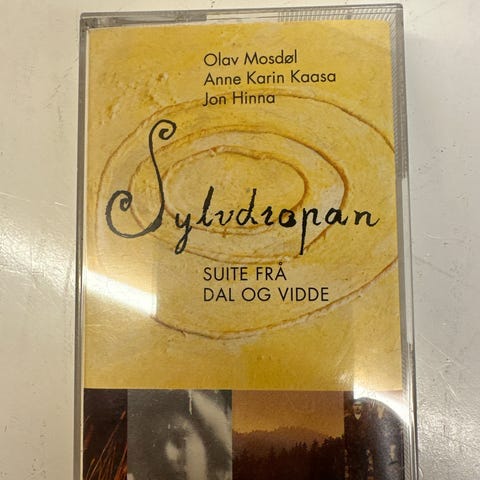 Olav Mosdøl
Anne Karin Kaasa
Jon Hinna
Sylvdropan
SUITE FRÅ
DAL OG VIDDE